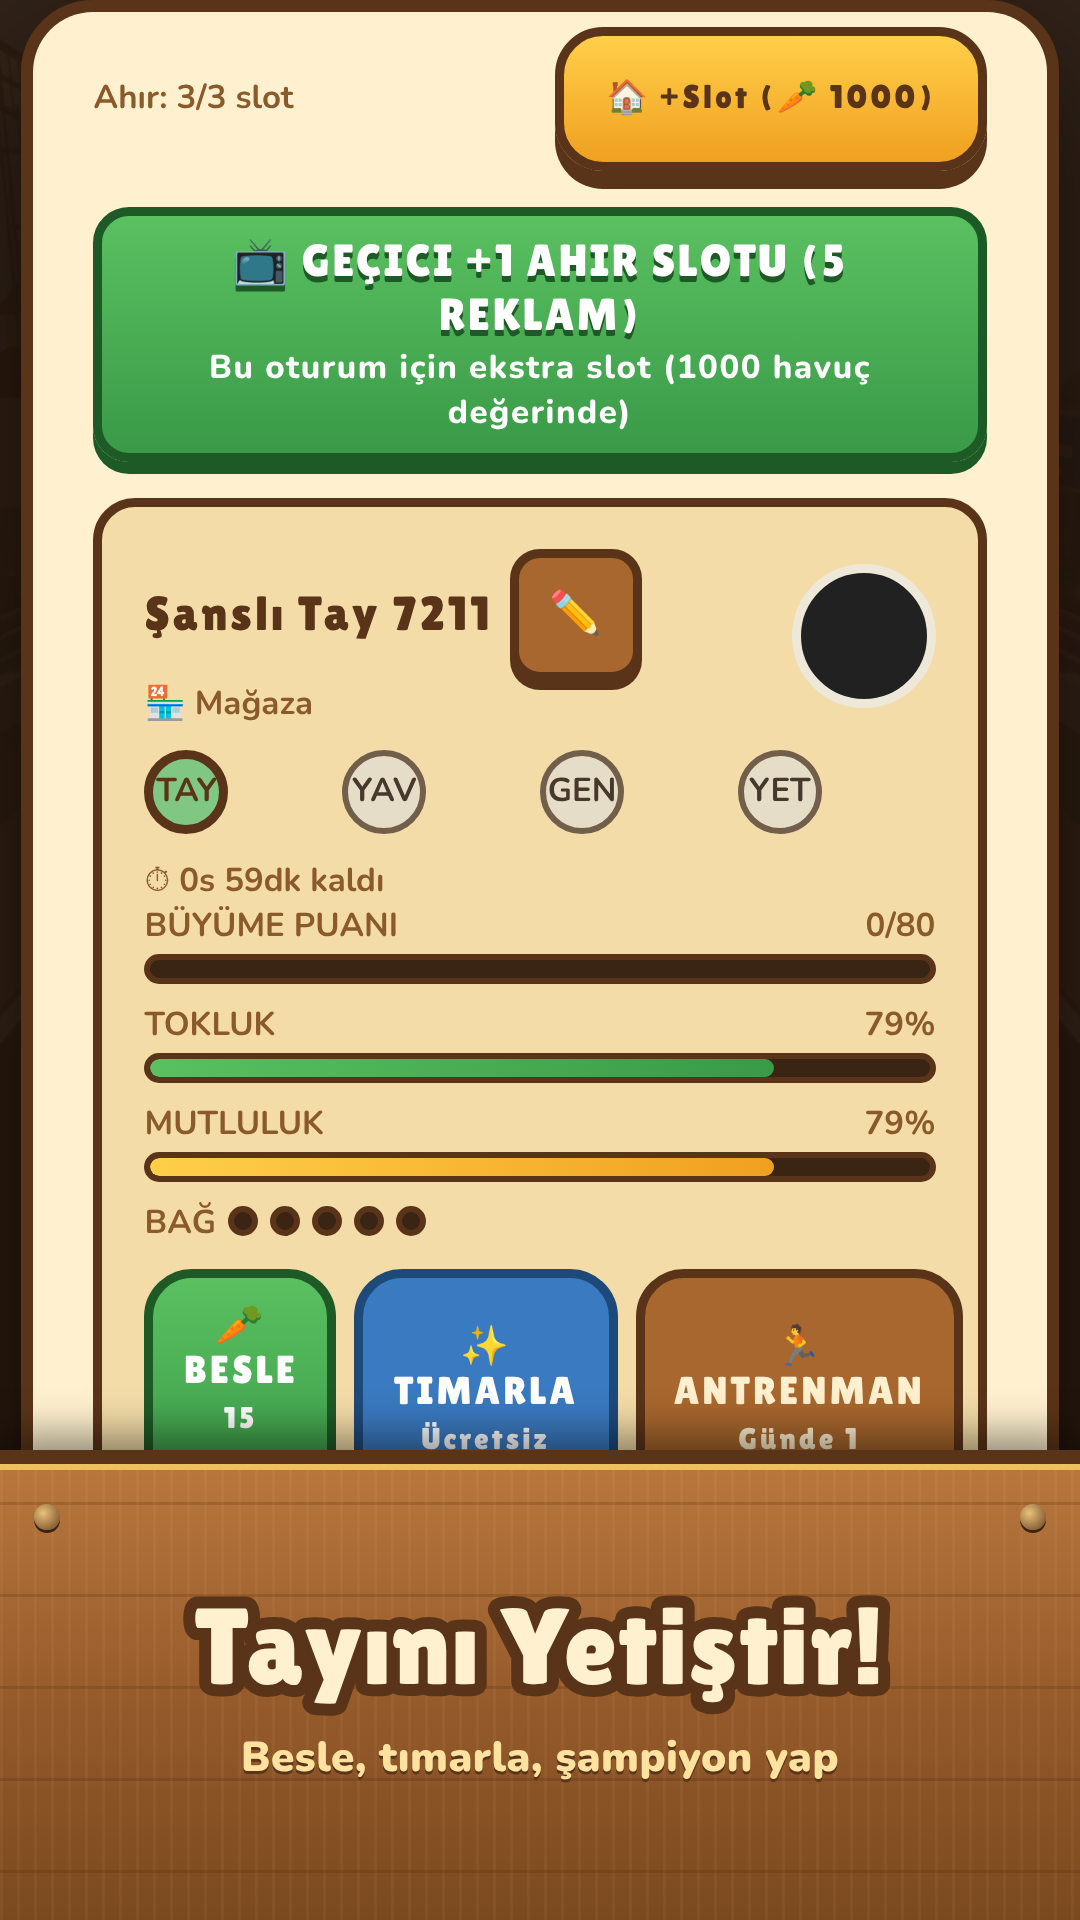 Ahır: 3/3 slot
🏠 +Slot (🥕 1000)
📺 GEÇICI +1 AHIR SLOTU (5
REKLAM)
Bu oturum için ekstra slot (1000 havuç
değerinde)
Şanslı Tay 7211 ✏️
🏪 Mağaza
TAY YAV GEN YET
⏱ 0s 59dk kaldı
BÜYÜME PUANI 0/80
TOKLUK 79%
MUTLULUK 79%
BAĞ
🥕 BESLE
15
✨ TIMARLA
Ücretsiz
🏃 ANTRENMAN
Günde 1
Tayını Yetiştir!
Besle, tımarla, şampiyon yap